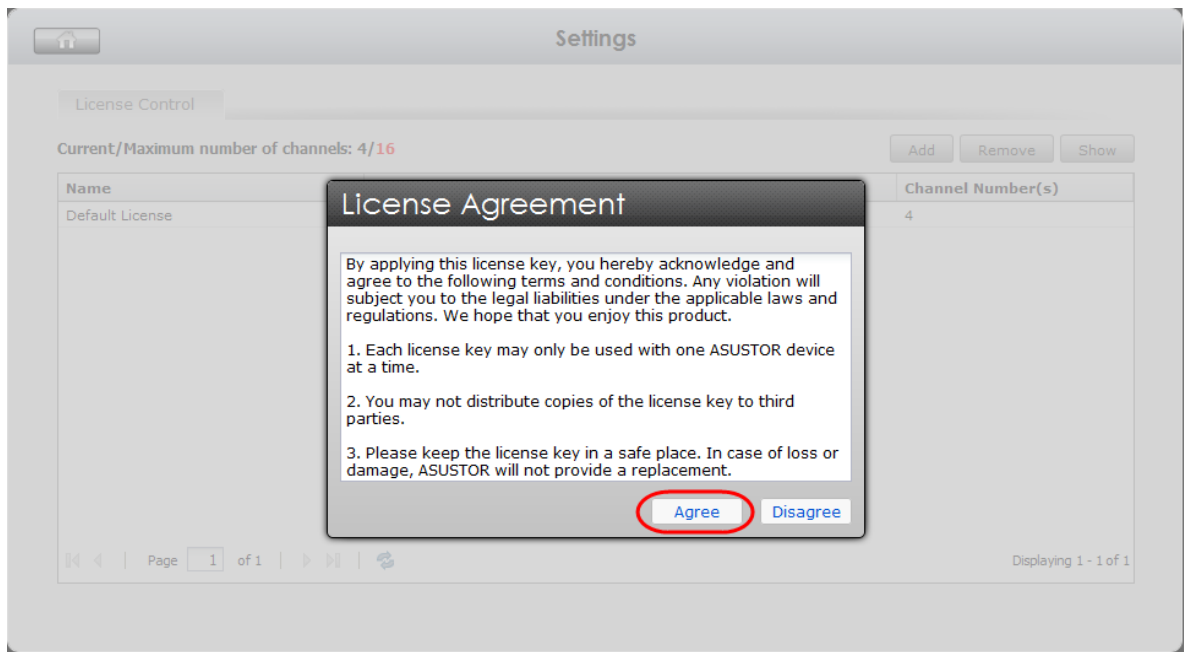 Settings
License Control
Current/Maximum number of channels: 4/16
Add Remove Show
Name Channel Number(s)
Default License 4
License Agreement
By applying this license key, you hereby acknowledge and
agree to the following terms and conditions. Any violation will
subject you to the legal liabilities under the applicable laws and
regulations. We hope that you enjoy this product.
1. Each license key may only be used with one ASUSTOR device
at a time.
2. You may not distribute copies of the license key to third
parties.
3. Please keep the license key in a safe place. In case of loss or
damage, ASUSTOR will not provide a replacement.
Agree Disagree
Page 1 of 1 Displaying 1 - 1 of 1